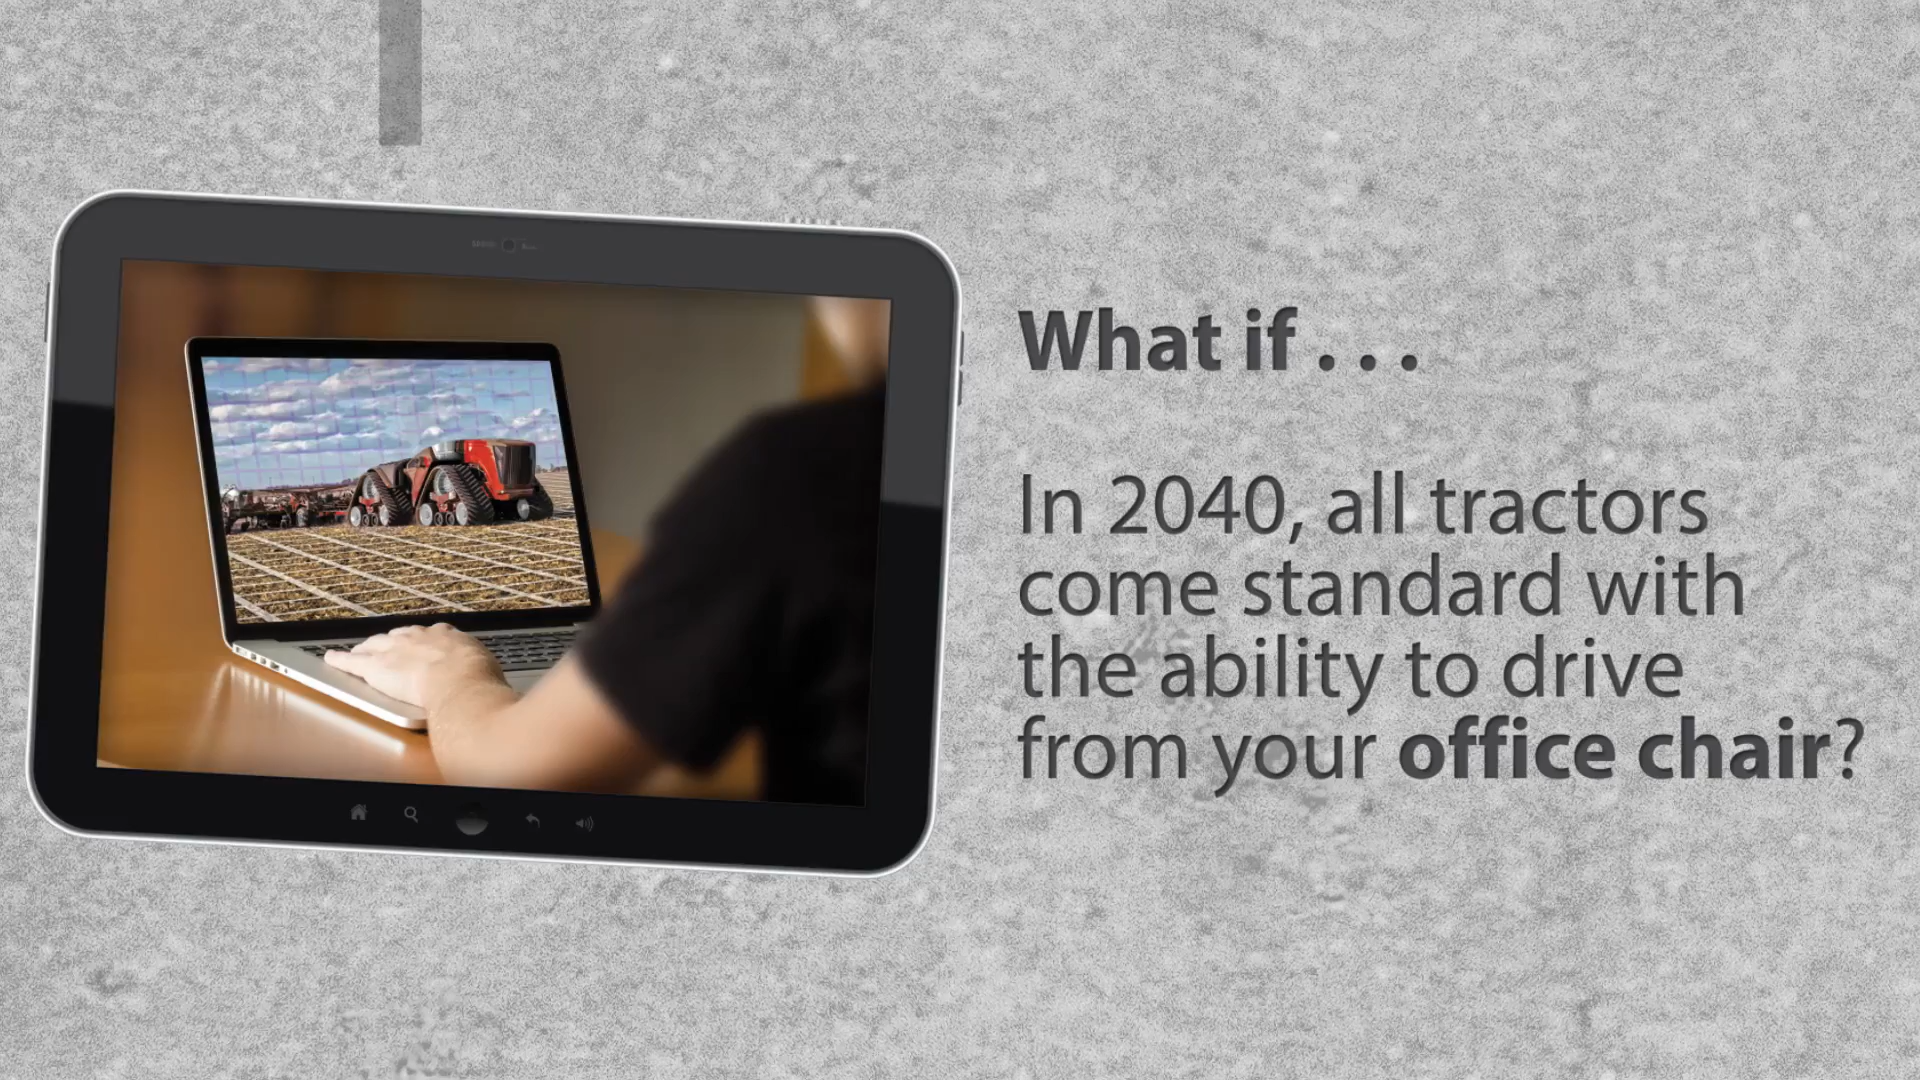 What if . . .
In 2040, all tractors
come standard with
the ability to drive
from your office chair?